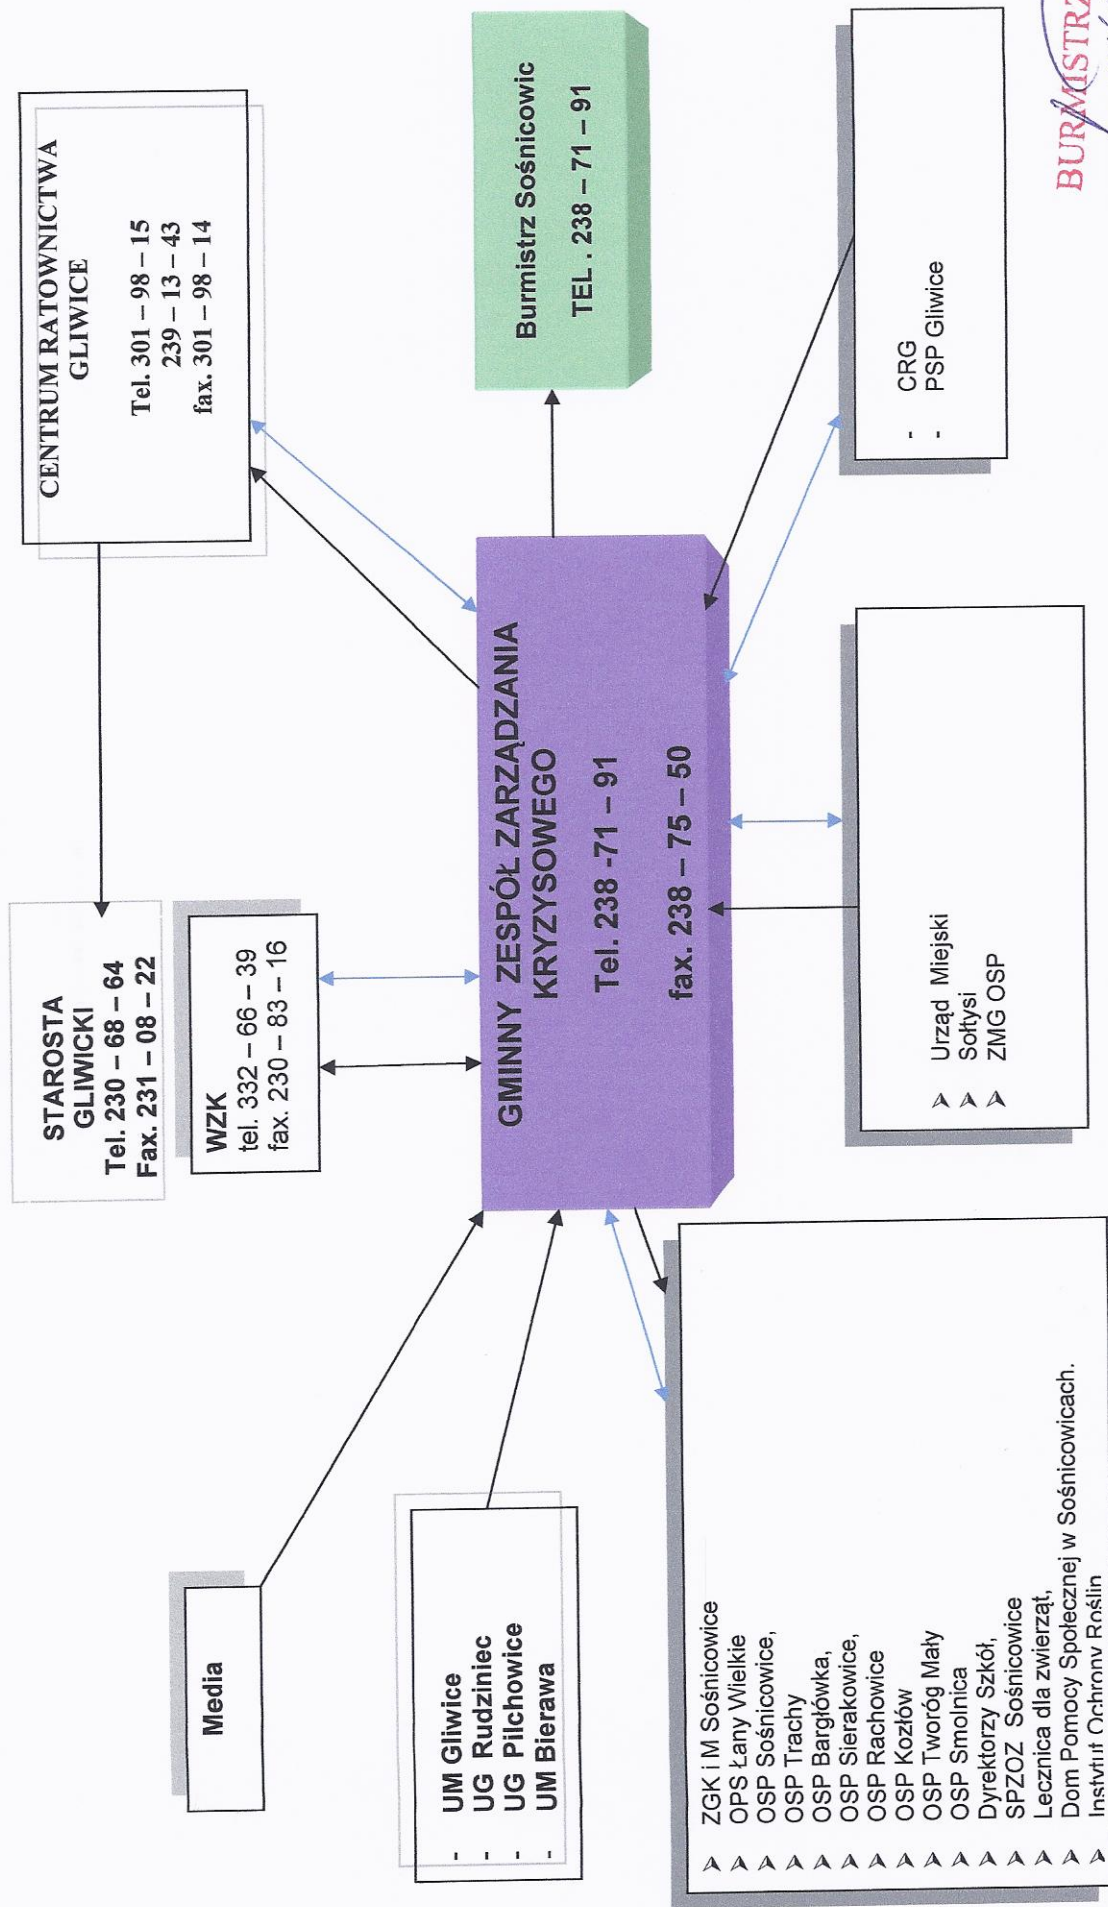 Media
STAROSTA
GLIWICKI
Tel. 230 – 68 – 64
Fax. 231 – 08 – 22
CENTRUM RATOWNICTWA
GLIWICE
Tel. 301 – 98 – 15
239 – 13 – 43
fax. 301 – 98 – 14
WZK
tel. 332 – 66 – 39
fax. 230 – 83 – 16
- UM Gliwice
- UG Rudziniec
- UG Pilchowice
- UM Bierawa
GMINNY ZESPÓŁ ZARZĄDZANIA
KRYZYSOWEGO
Tel. 238 -71 – 91
fax. 238 – 75 – 50
Burmistrz Sośnicowic
TEL . 238 – 71 – 91
➢ ZGK i M Sośnicowice
➢ OPS Łany Wielkie
➢ OSP Sośnicowice,
➢ OSP Trachy
➢ OSP Bargłówka,
➢ OSP Sierakowice,
➢ OSP Rachowice
➢ OSP Kozłów
➢ OSP Tworóg Mały
➢ OSP Smolnica
➢ Dyrektorzy Szkół,
➢ SPZOZ Sośnicowice
➢ Lecznica dla zwierząt,
➢ Dom Pomocy Społecznej w Sośnicowicach.
➢ Instytut Ochrony Roślin
➢ Urząd Miejski
➢ Sołtysi
➢ ZMG OSP
- CRG
- PSP Gliwice
BURMISTRZ